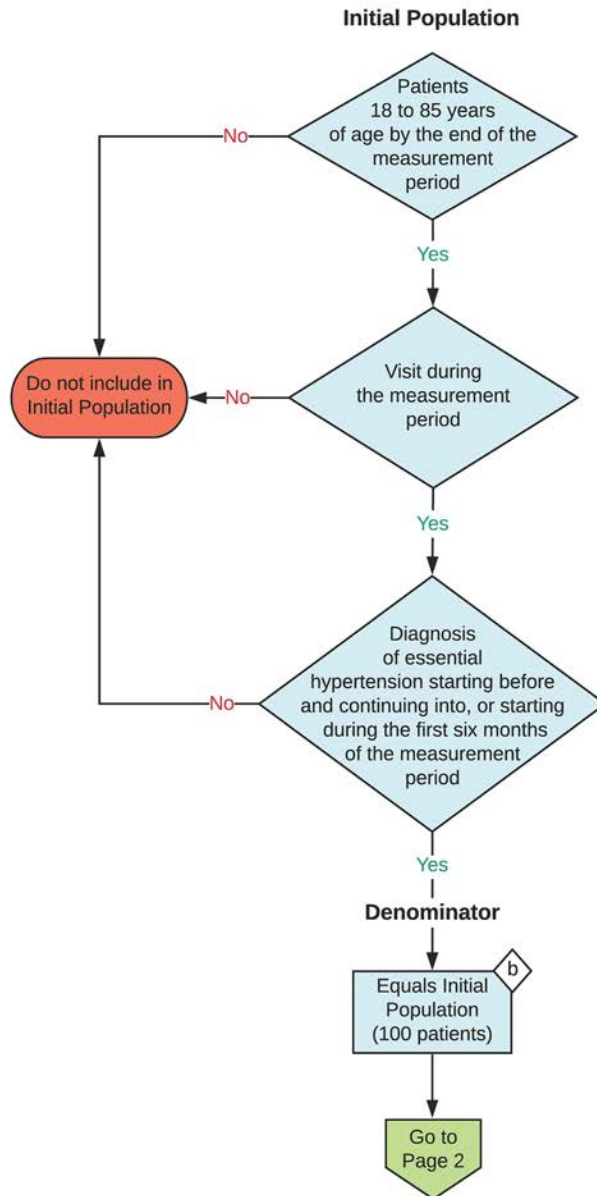 Initial Population
Patients
18 to 85 years
of age by the end of the
measurement
period
No
Yes
Visit during
the measurement
period
Do not include in
Initial Population
No
Yes
Diagnosis
of essential
hypertension starting before
and continuing into, or starting
during the first six months
of the measurement
period
No
Yes
Denominator
b
Equals Initial
Population
(100 patients)
Go to
Page 2